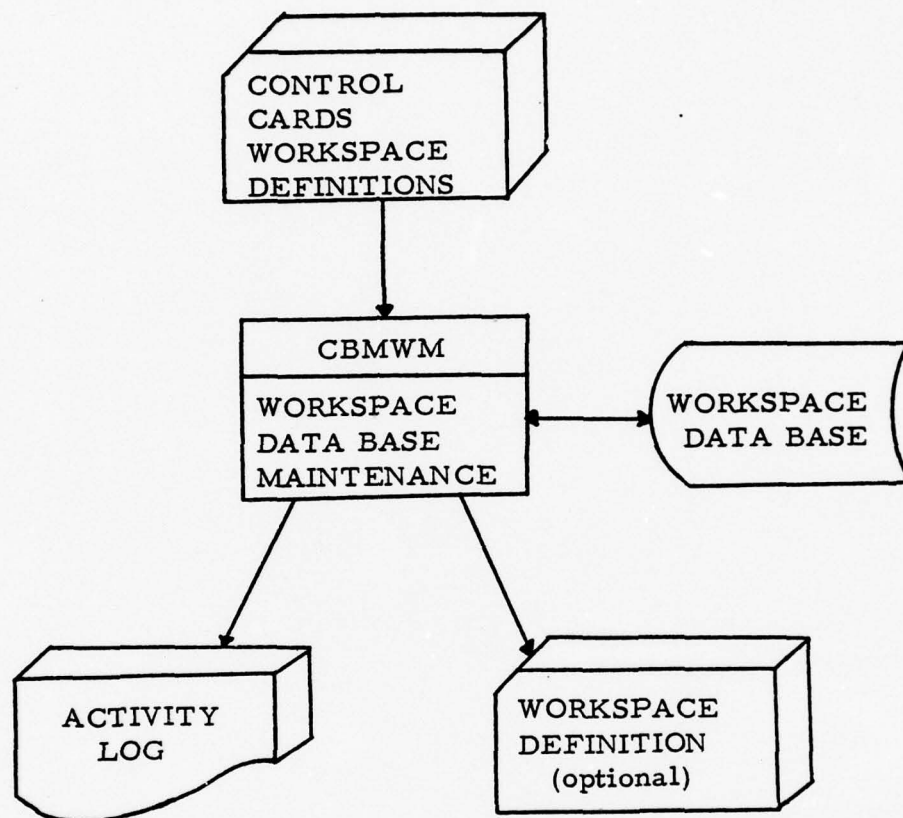 CONTROL
CARDS
WORKSPACE
DEFINITIONS
CBMWM
WORKSPACE
DATA BASE
MAINTENANCE
WORKSPACE
DATA BASE
ACTIVITY
LOG
WORKSPACE
DEFINITION
(optional)